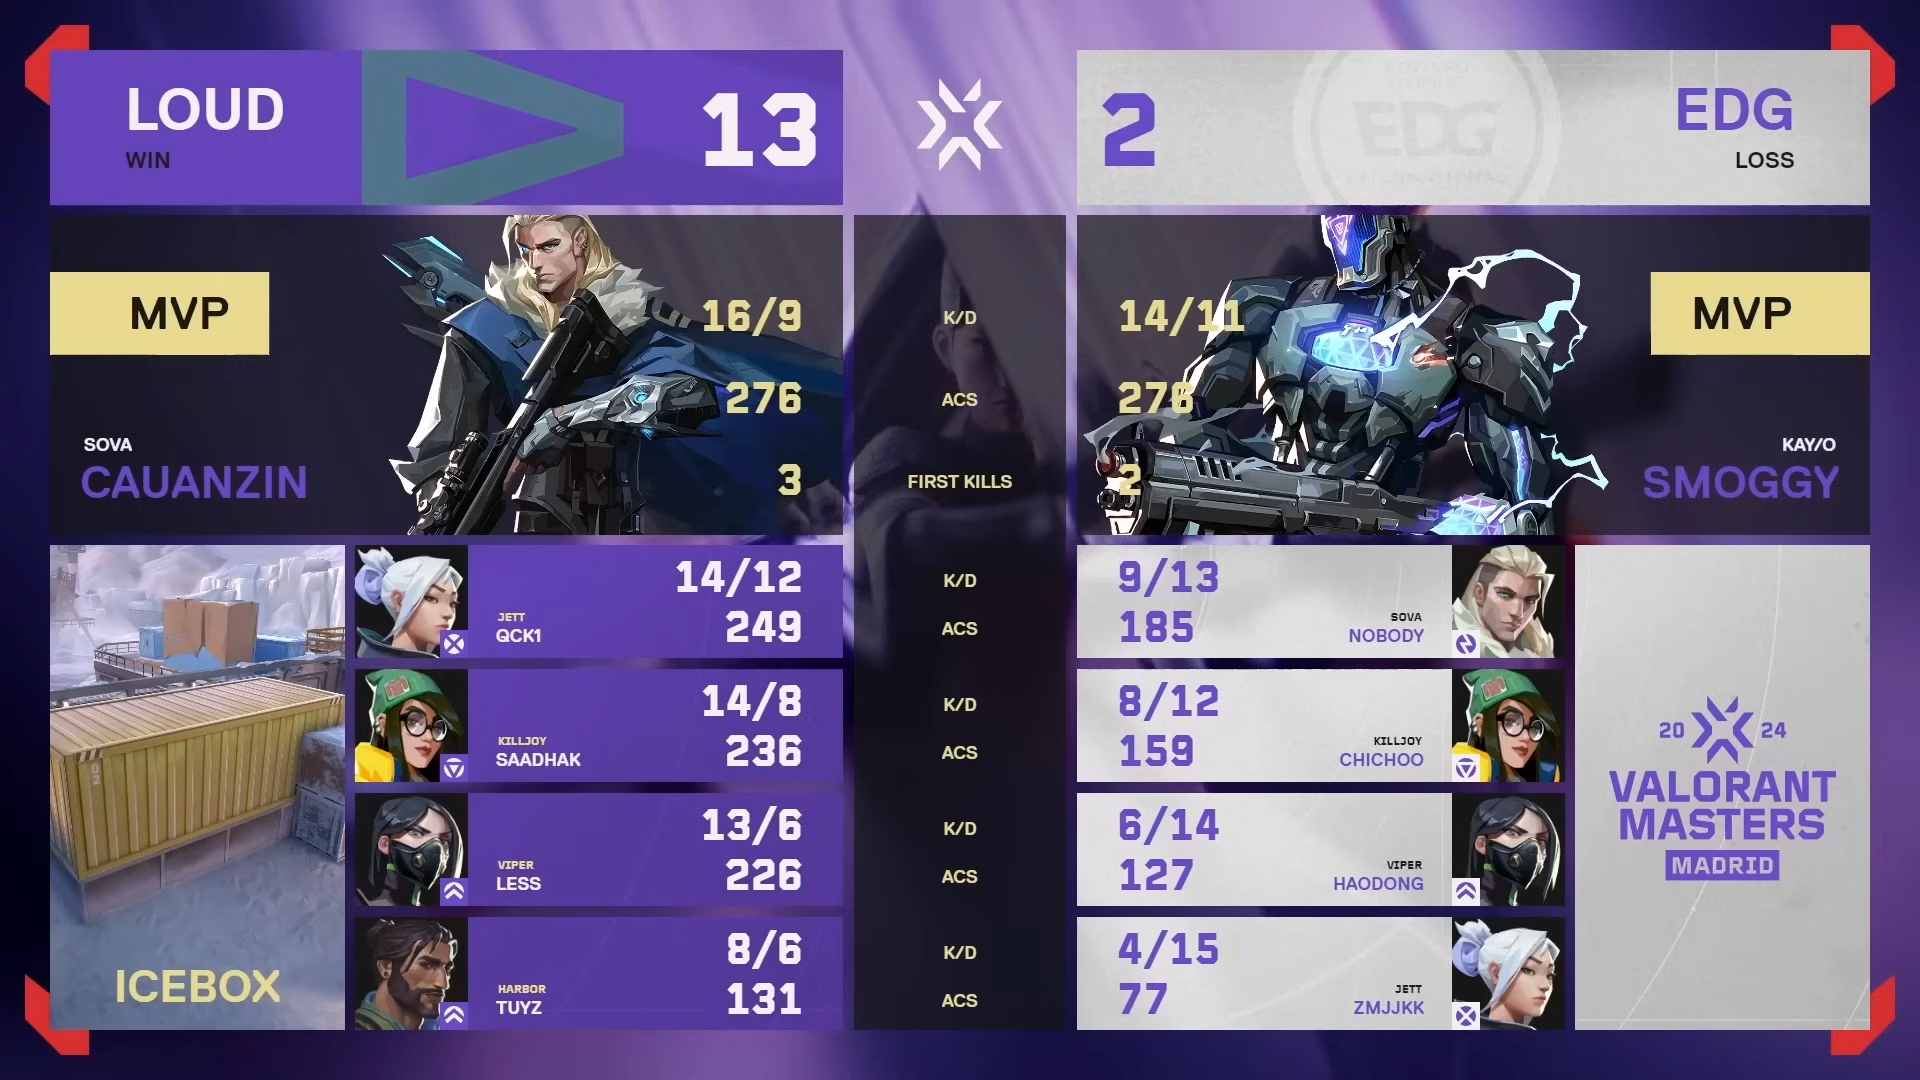 LOUD
WIN
13
2
EDG
LOSS
EDG
INTERNATIONAL
MVP
16/9
K/D
14/11
MVP
276
ACS
276
SOVA
CAUANZIN
3
FIRST KILLS
2
KAY/O
SMOGGY
ICEBOX
JETT
QCK1
14/12
249
K/D
ACS
9/13
185
SOVA
NOBODY
KILLJOY
SAADHAK
14/8
236
K/D
ACS
8/12
159
KILLJOY
CHICHOO
VIPER
LESS
13/6
226
K/D
ACS
6/14
127
VIPER
HAODONG
HARBOR
TUYZ
8/6
131
K/D
ACS
4/15
77
JETT
ZMJJKK
20 24
VALORANT
MASTERS
MADRID